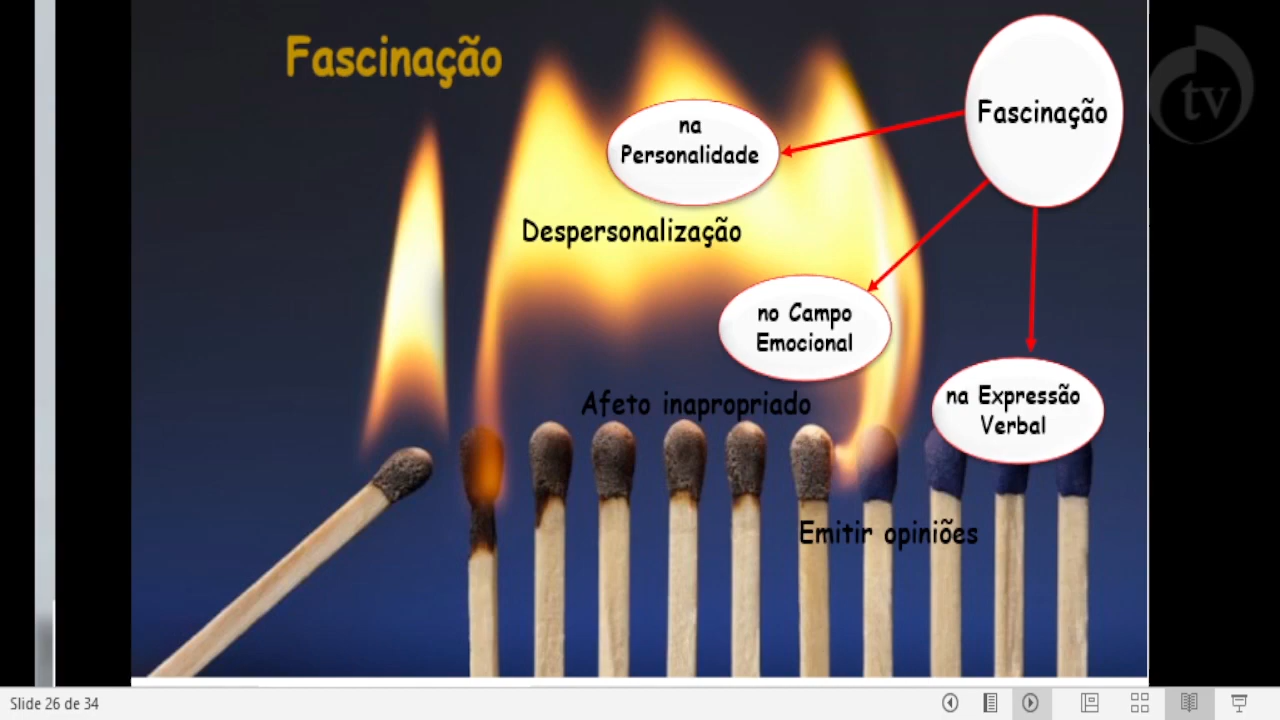 Fascinação
Fascinação
na
Personalidade
Despersonalização
no Campo
Emocional
Afeto inapropriado
na Expressão
Verbal
Emitir opiniões
tv
Slide 26 de 34